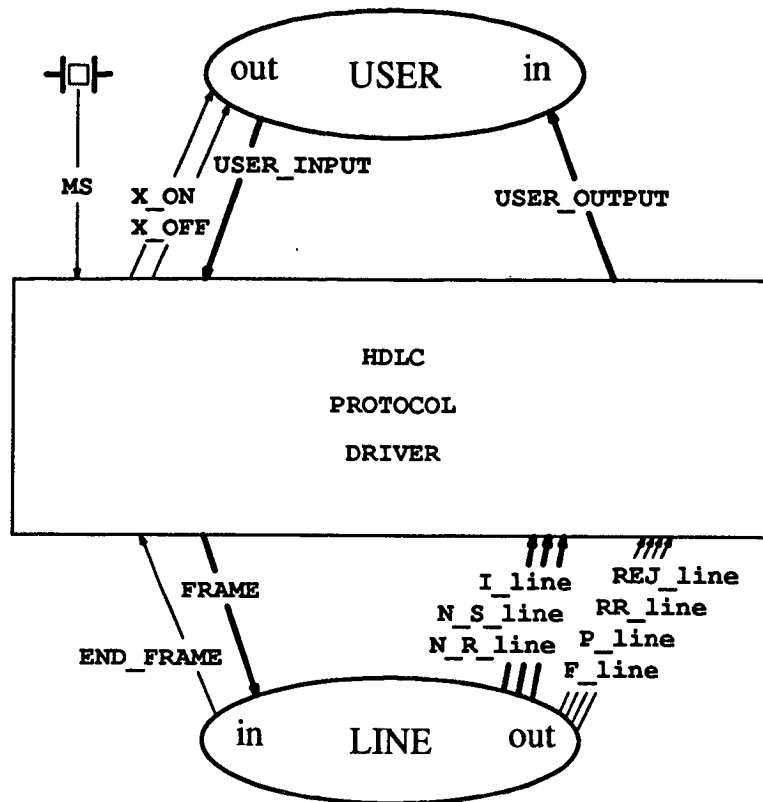 out USER in
USER_INPUT
MS
X_ON
USER_OUTPUT
X_OFF
HDLC
PROTOCOL
DRIVER
FRAME
I_line
REJ_line
N_S_line
RR_line
N_R_line
P_line
END_FRAME
F_line
in LINE out